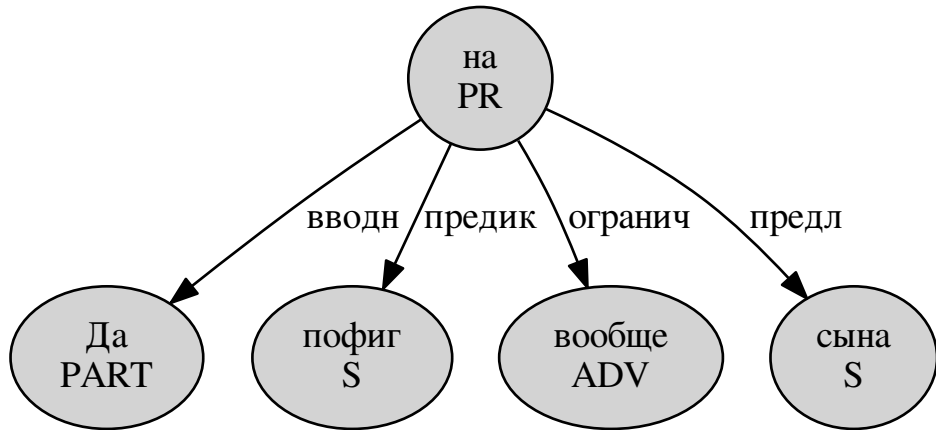 на
PR
вводн предик огранич предл
Да пофиг вообще сына
PART S ADV S